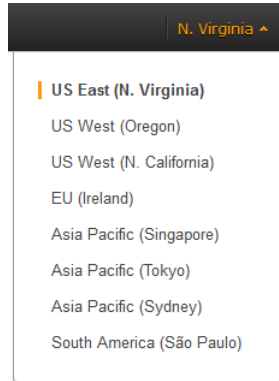 N. Virginia
US East (N. Virginia)
US West (Oregon)
US West (N. California)
EU (Ireland)
Asia Pacific (Singapore)
Asia Pacific (Tokyo)
Asia Pacific (Sydney)
South America (São Paulo)